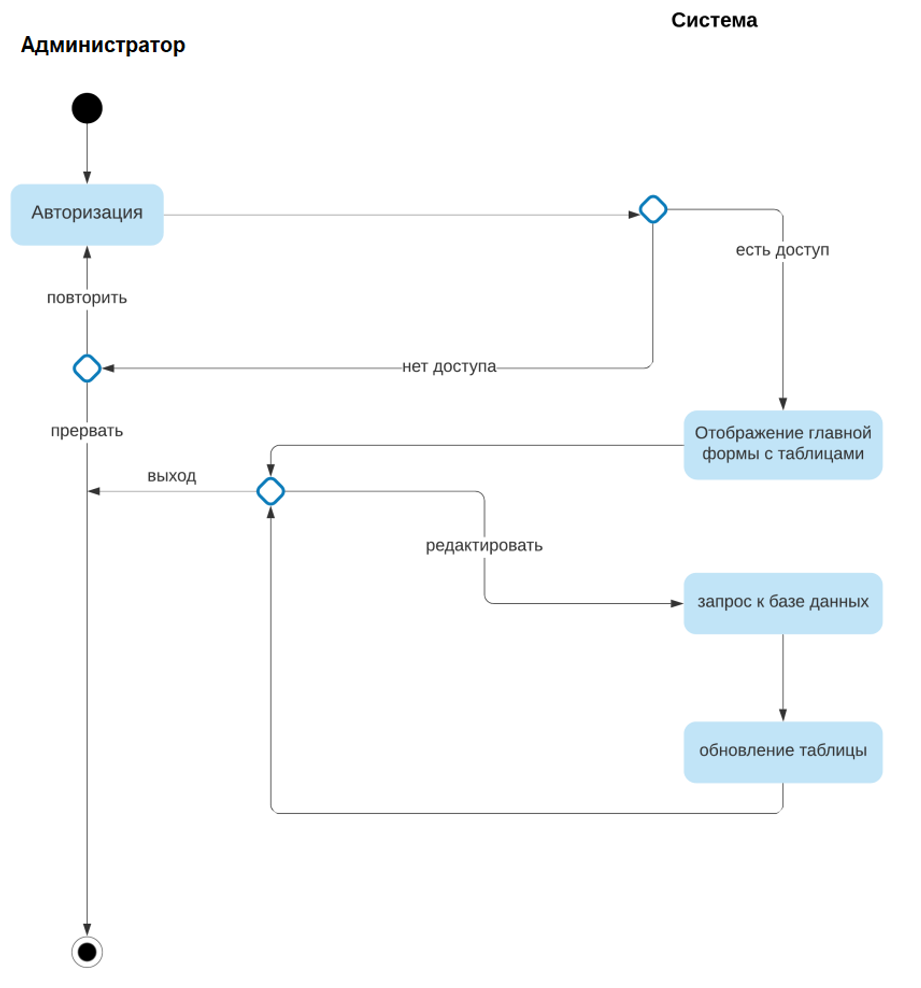 Система
Администратор
Авторизация
есть доступ
повторить
нет доступа
прервать
Отображение главной
формы с таблицами
выход
редактировать
запрос к базе данных
обновление таблицы